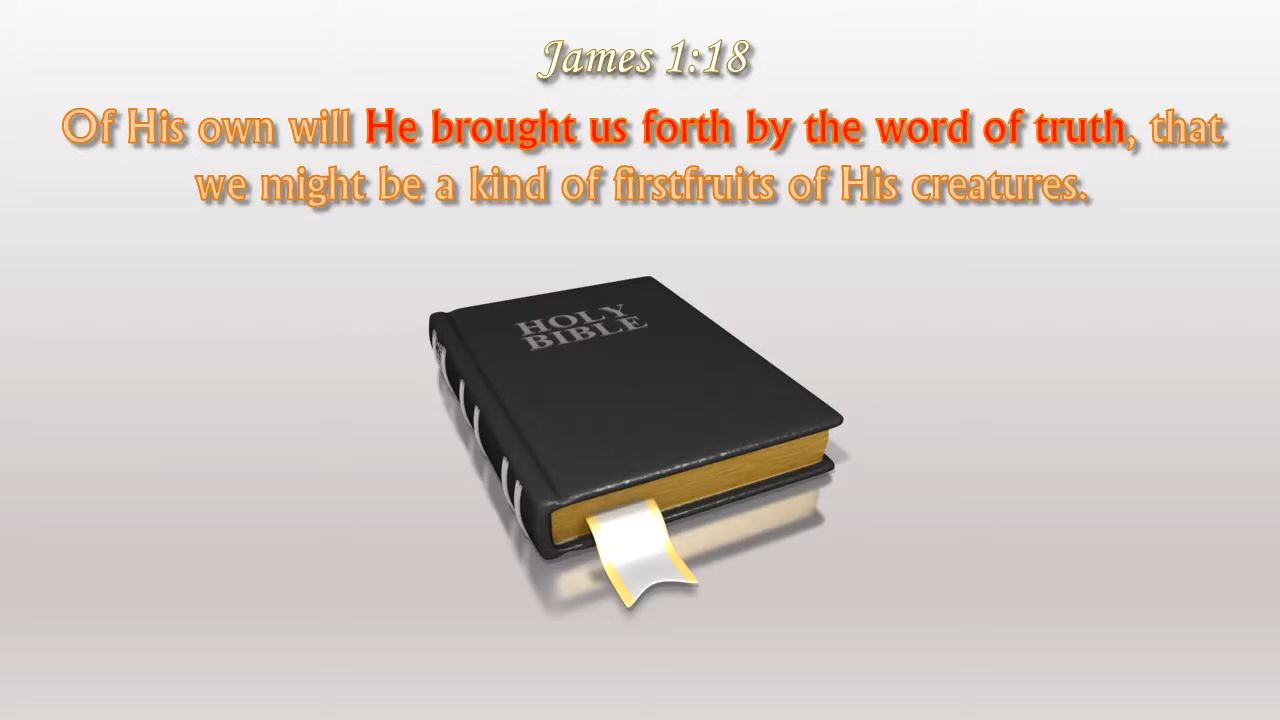 James 1:18
Of His own will He brought us forth by the word of truth, that
we might be a kind of firstfruits of His creatures.
HOLY
BIBLE